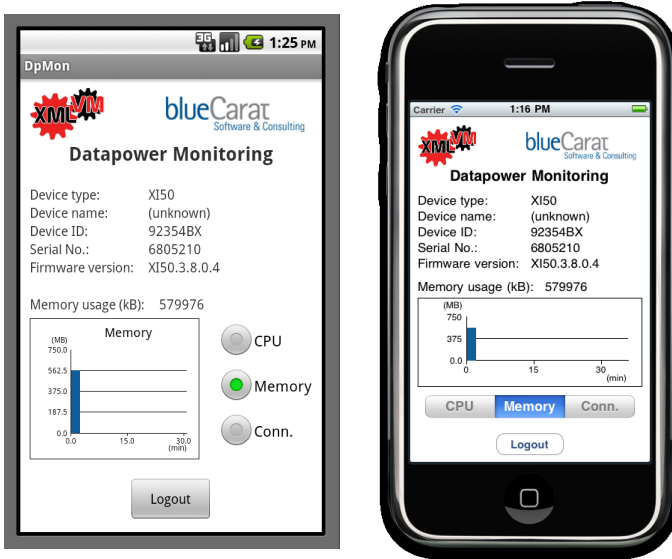 3G 1:25 PM
DpMon
XMLVM
blueCarat
Software & Consulting
Datapower Monitoring
Device type: XI50
Device name: (unknown)
Device ID: 92354BX
Serial No.: 6805210
Firmware version: XI50.3.8.0.4
Memory usage (kB): 579976
Memory
(MB)
750.0
562.5
375.0
187.5
0.0
0.0 15.0 30.0
(min)
CPU
Memory
Conn.
Logout
Carrier 1:16 PM
XMLVM
blueCarat
Software & Consulting
Datapower Monitoring
Device type: XI50
Device name: (unknown)
Device ID: 92354BX
Serial No.: 6805210
Firmware version: XI50.3.8.0.4
Memory usage (kB): 579976
(MB)
750
375
0.0
0 15 30
(min)
CPU Memory Conn.
Logout